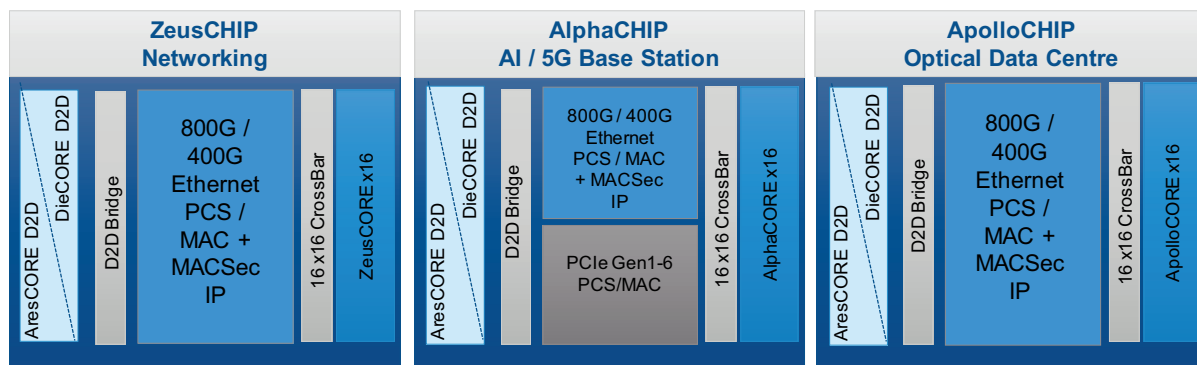 ZeusCHIP
Networking
AresCORE D2D
DieCORE D2D
D2D Bridge
800G /
400G
Ethernet
PCS /
MAC +
MACSec
IP
16 x16 CrossBar
ZeusCORE x16
AlphaCHIP
AI / 5G Base Station
AresCORE D2D
DieCORE D2D
D2D Bridge
800G / 400G
Ethernet
PCS / MAC
+ MACSec
IP
PCIe Gen1-6
PCS/MAC
16 x16 CrossBar
AlphaCORE x16
ApolloCHIP
Optical Data Centre
AresCORE D2D
DieCORE D2D
D2D Bridge
800G /
400G
Ethernet
PCS /
MAC +
MACSec
IP
16 x16 CrossBar
ApolloCORE x16